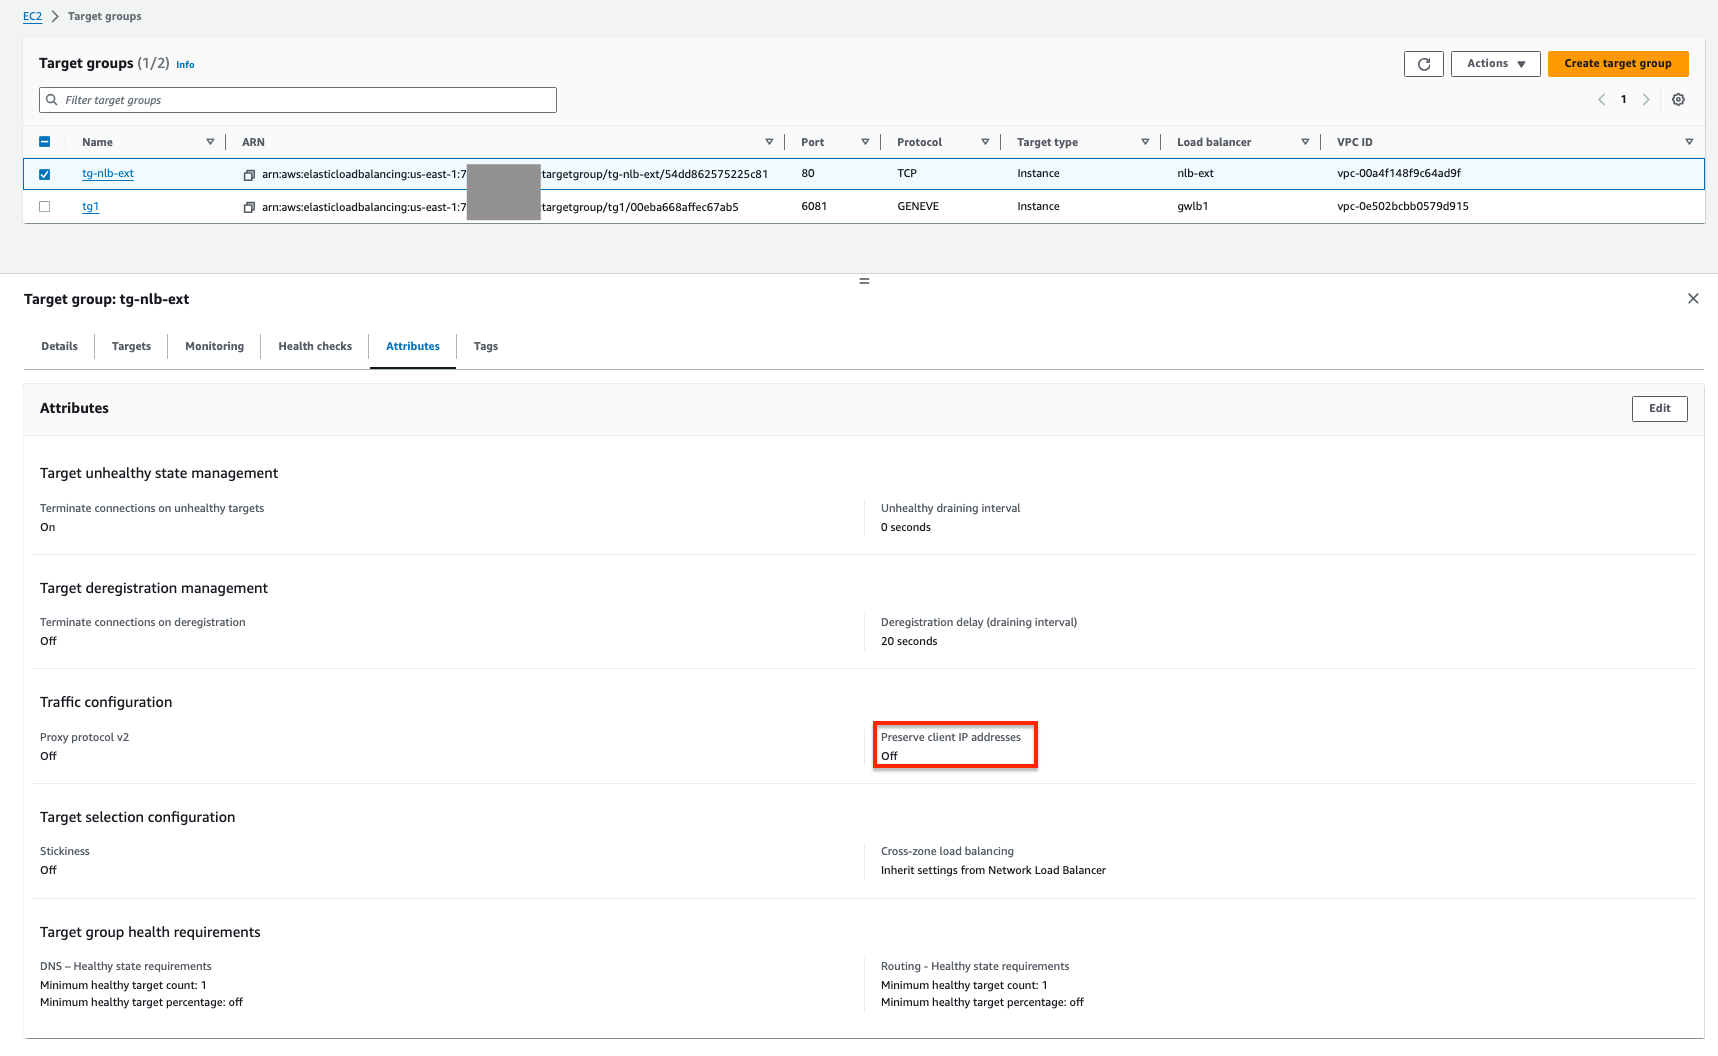 EC2 > Target groups
Target groups (1/2) Info
Actions
Create target group
Filter target groups
1
Name ARN Port Protocol Target type Load balancer VPC ID
tg-nlb-ext arn:aws:elasticloadbalancing:us-east-1:7 :targetgroup/tg-nlb-ext/54dd862575225c81 80 TCP Instance nlb-ext vpc-00a4f148f9c64ad9f
tg1 arn:aws:elasticloadbalancing:us-east-1:7 :targetgroup/tg1/00eba668affec67ab5 6081 GENEVE Instance gwlb1 vpc-0e502bcbb0579d915
Target group: tg-nlb-ext
Details Targets Monitoring Health checks Attributes Tags
Attributes
Edit
Target unhealthy state management
Terminate connections on unhealthy targets
On
Unhealthy draining interval
0 seconds
Target deregistration management
Terminate connections on deregistration
Off
Deregistration delay (draining interval)
20 seconds
Traffic configuration
Proxy protocol v2
Off
Preserve client IP addresses
Off
Target selection configuration
Stickiness
Off
Cross-zone load balancing
Inherit settings from Network Load Balancer
Target group health requirements
DNS – Healthy state requirements
Minimum healthy target count: 1
Minimum healthy target percentage: off
Routing - Healthy state requirements
Minimum healthy target count: 1
Minimum healthy target percentage: off